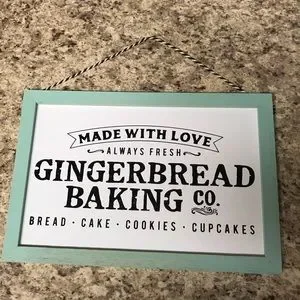 MADE WITH LOVE
ALWAYS FRESH
GINGERBREAD
BAKING CO.
BREAD · CAKE · COOKIES · CUPCAKES